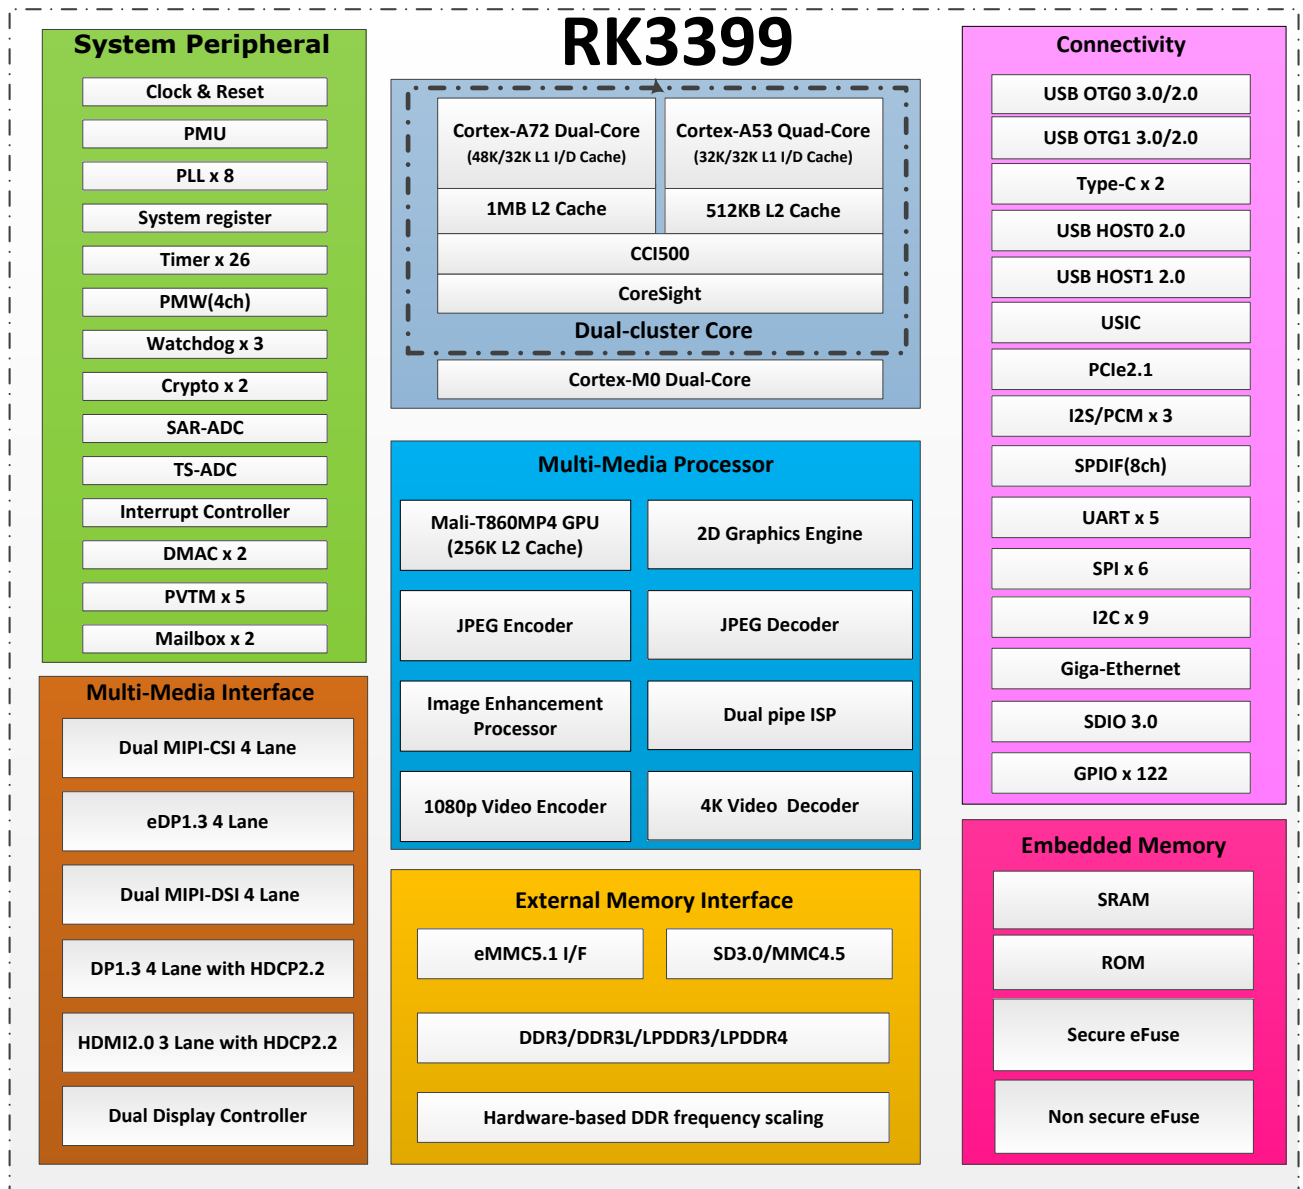 RK3399
System Peripheral
Clock & Reset
PMU
PLL x 8
System register
Timer x 26
PMW(4ch)
Watchdog x 3
Crypto x 2
SAR-ADC
TS-ADC
Interrupt Controller
DMAC x 2
PVTM x 5
Mailbox x 2
Multi-Media Interface
Dual MIPI-CSI 4 Lane
eDP1.3 4 Lane
Dual MIPI-DSI 4 Lane
DP1.3 4 Lane with HDCP2.2
HDMI2.0 3 Lane with HDCP2.2
Dual Display Controller
Cortex-A72 Dual-Core
(48K/32K L1 I/D Cache)
Cortex-A53 Quad-Core
(32K/32K L1 I/D Cache)
1MB L2 Cache
512KB L2 Cache
CCI500
CoreSight
Dual-cluster Core
Cortex-M0 Dual-Core
Multi-Media Processor
Mali-T860MP4 GPU
(256K L2 Cache)
2D Graphics Engine
JPEG Encoder
JPEG Decoder
Image Enhancement
Processor
Dual pipe ISP
1080p Video Encoder
4K Video Decoder
External Memory Interface
eMMC5.1 I/F
SD3.0/MMC4.5
DDR3/DDR3L/LPDDR3/LPDDR4
Hardware-based DDR frequency scaling
Connectivity
USB OTG0 3.0/2.0
USB OTG1 3.0/2.0
Type-C x 2
USB HOST0 2.0
USB HOST1 2.0
USIC
PCIe2.1
I2S/PCM x 3
SPDIF(8ch)
UART x 5
SPI x 6
I2C x 9
Giga-Ethernet
SDIO 3.0
GPIO x 122
Embedded Memory
SRAM
ROM
Secure eFuse
Non secure eFuse